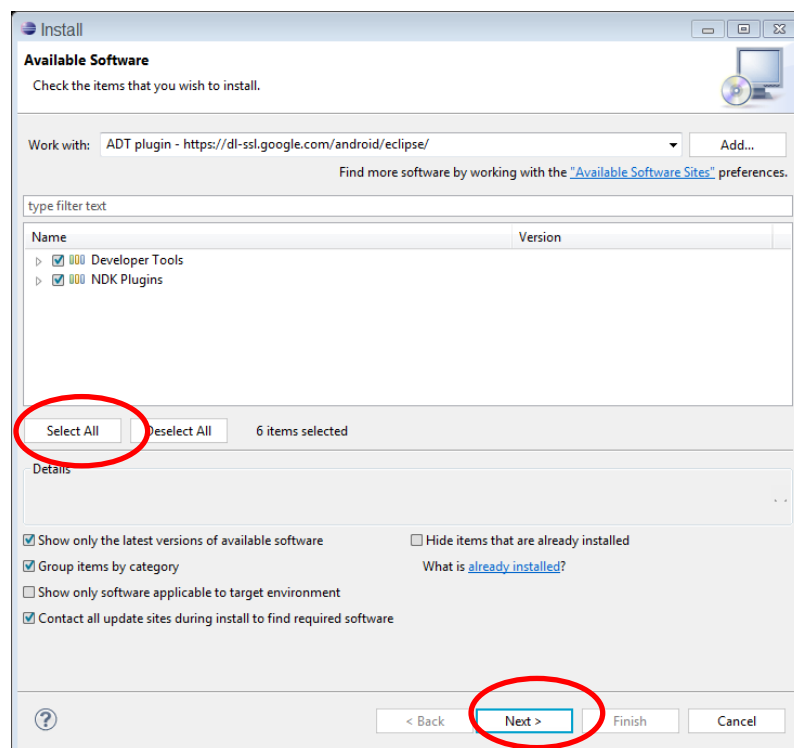 Install
Available Software
Check the items that you wish to install.
Work with: ADT plugin - https://dl-ssl.google.com/android/eclipse/ Add...
Find more software by working with the "Available Software Sites" preferences.
type filter text
Name Version
Developer Tools
NDK Plugins
Select All Deselect All 6 items selected
Details
Show only the latest versions of available software Hide items that are already installed
Group items by category What is already installed?
Show only software applicable to target environment
Contact all update sites during install to find required software
? < Back Next > Finish Cancel